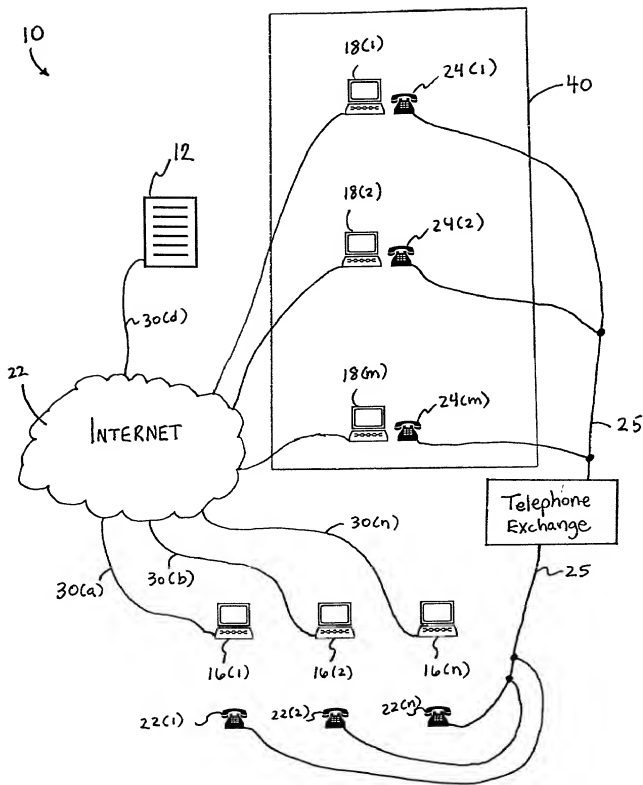 10
18(1)
24(1)
40
12
18(2)
24(2)
30(d)
22
INTERNET
18(m)
24(m)
25
Telephone
Exchange
30(n)
30(b)
30(a)
25
16(1)
16(2)
16(n)
22(1)
22(2)
22(n)